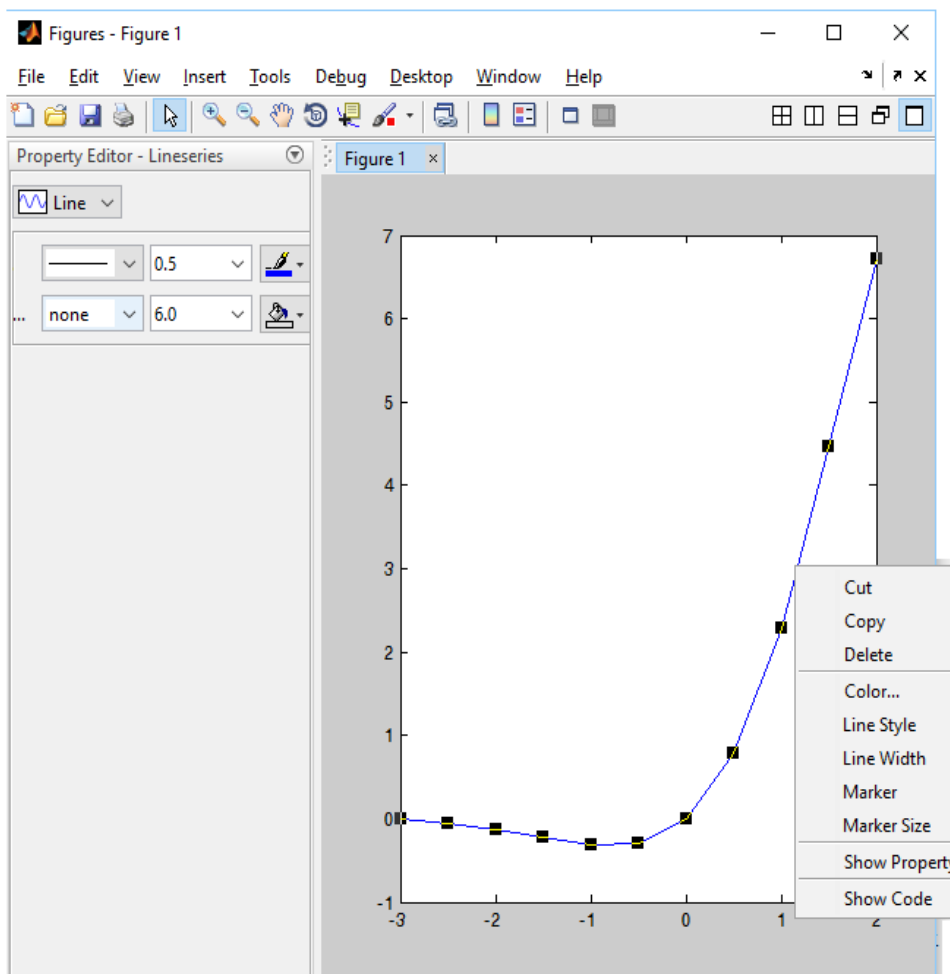 Figures - Figure 1
File Edit View Insert Tools Debug Desktop Window Help
Property Editor - Lineseries
Figure 1
Line
0.5
... none 6.0
7
6
5
4
3
2
1
0
-1
-3 -2 -1 0 1 2
Cut
Copy
Delete
Color...
Line Style
Line Width
Marker
Marker Size
Show Property
Show Code